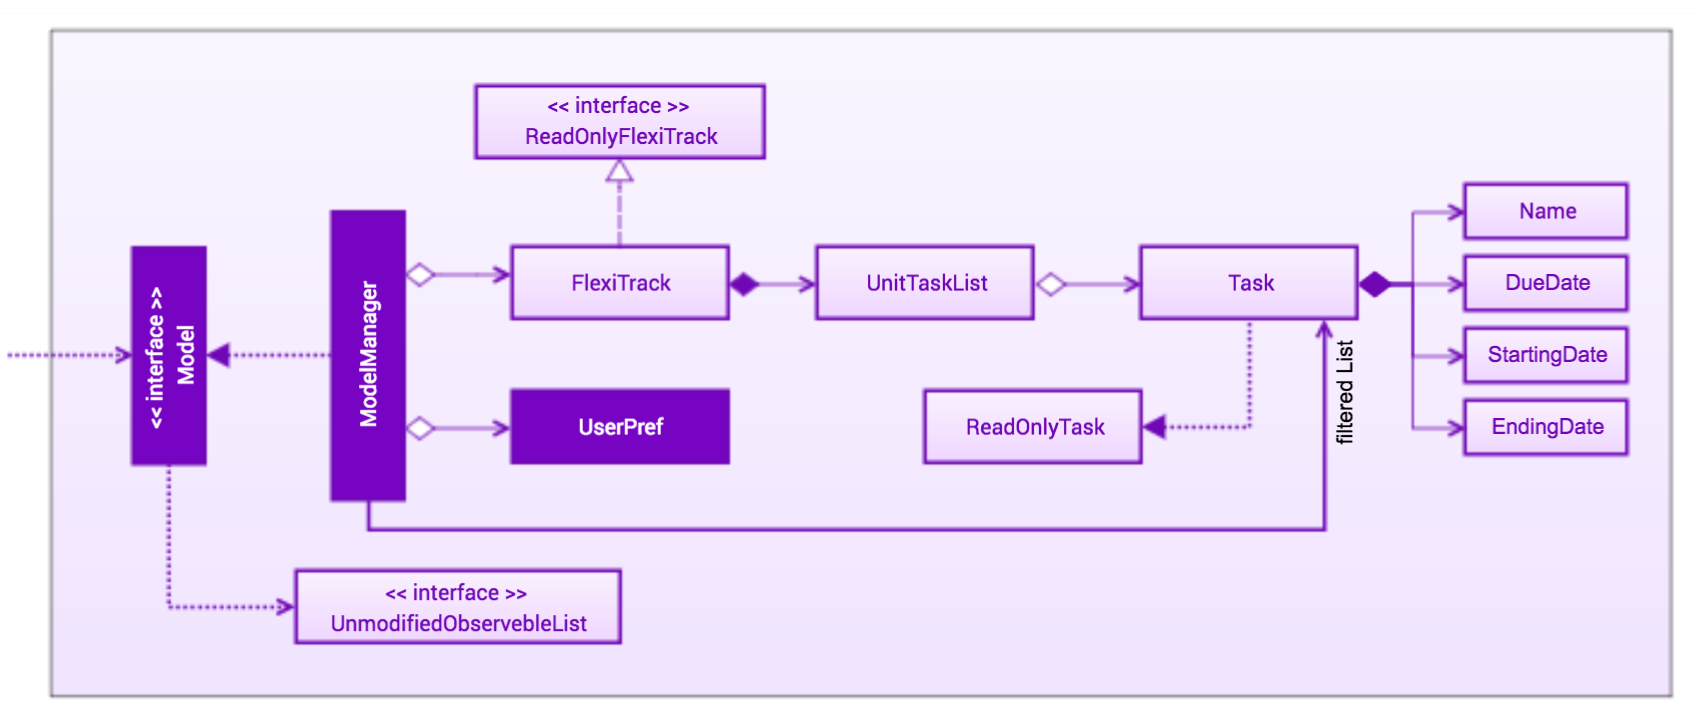 << interface >>
ReadOnlyFlexiTrack
<< interface >>
Model
ModelManager
FlexiTrack
UnitTaskList
Task
Name
DueDate
StartingDate
EndingDate
UserPref
ReadOnlyTask
filtered List
<< interface >>
UnmodifiedObservebleList